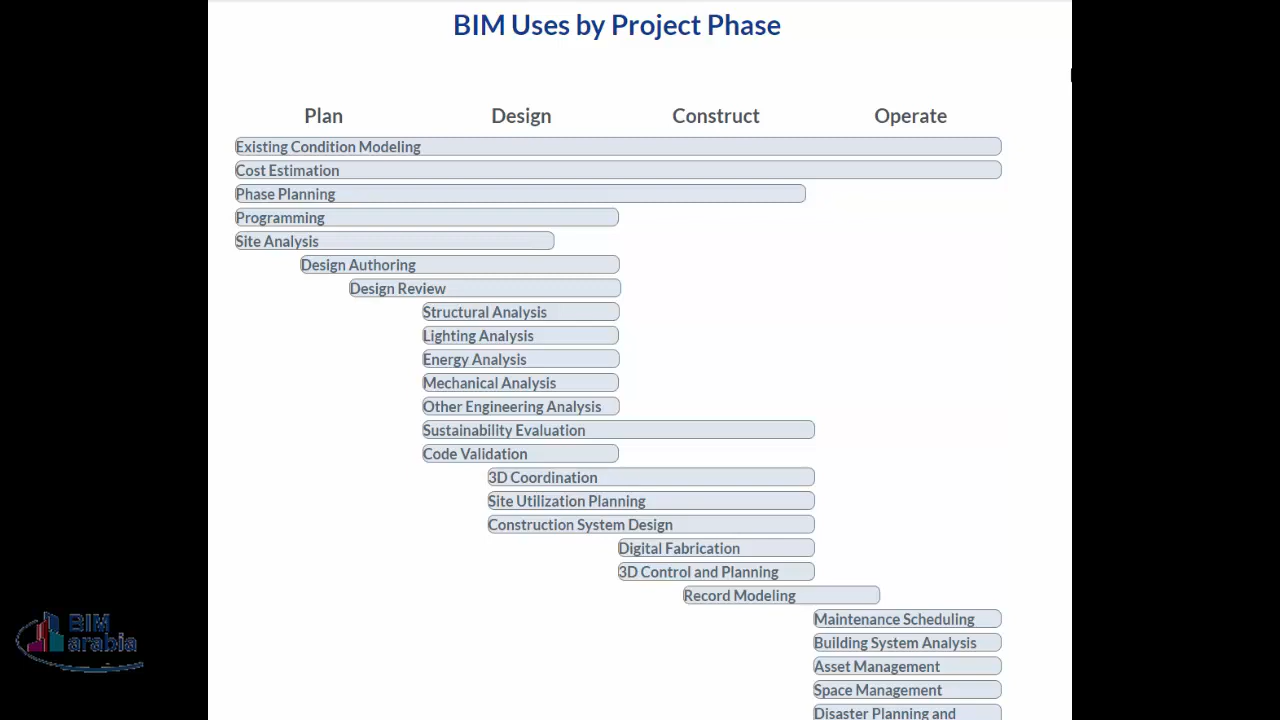 BIM Uses by Project Phase
Plan Design Construct Operate
Existing Condition Modeling
Cost Estimation
Phase Planning
Programming
Site Analysis
Design Authoring
Design Review
Structural Analysis
Lighting Analysis
Energy Analysis
Mechanical Analysis
Other Engineering Analysis
Sustainability Evaluation
Code Validation
3D Coordination
Site Utilization Planning
Construction System Design
Digital Fabrication
3D Control and Planning
Record Modeling
Maintenance Scheduling
Building System Analysis
Asset Management
Space Management
Disaster Planning and
BIM
arabia